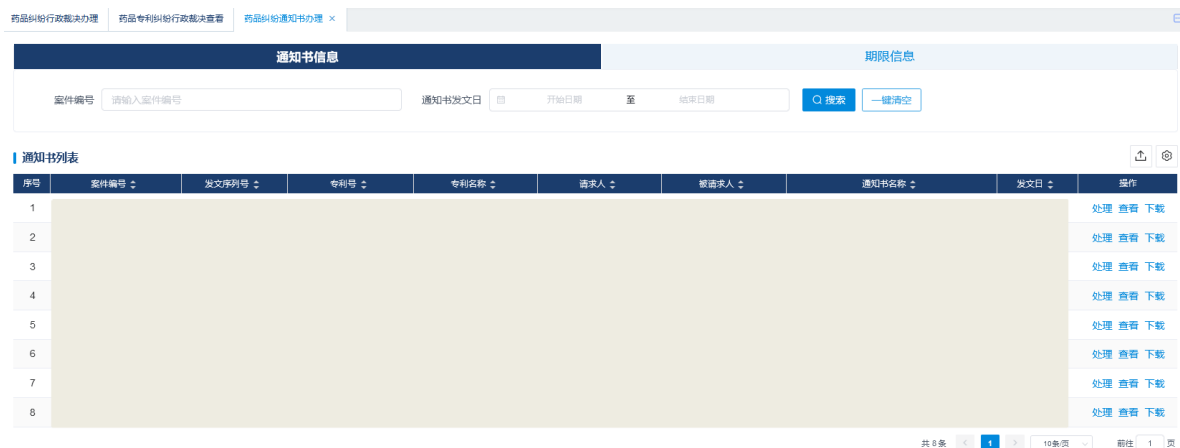 药品纠纷行政裁决办理 药品专利纠纷行政裁决查看 药品纠纷通知书办理 ×
通知书信息 期限信息
案件编号 请输入案件编号 通知书发文日 开始日期 至 结束日期 搜索 一键清空
通知书列表
序号 案件编号 发文序列号 专利号 专利名称 请求人 被请求人 通知书名称 发文日 操作
1 处理 查看 下载
2 处理 查看 下载
3 处理 查看 下载
4 处理 查看 下载
5 处理 查看 下载
6 处理 查看 下载
7 处理 查看 下载
8 处理 查看 下载
共 8 条 < 1 > 10条/页 前往 1 页